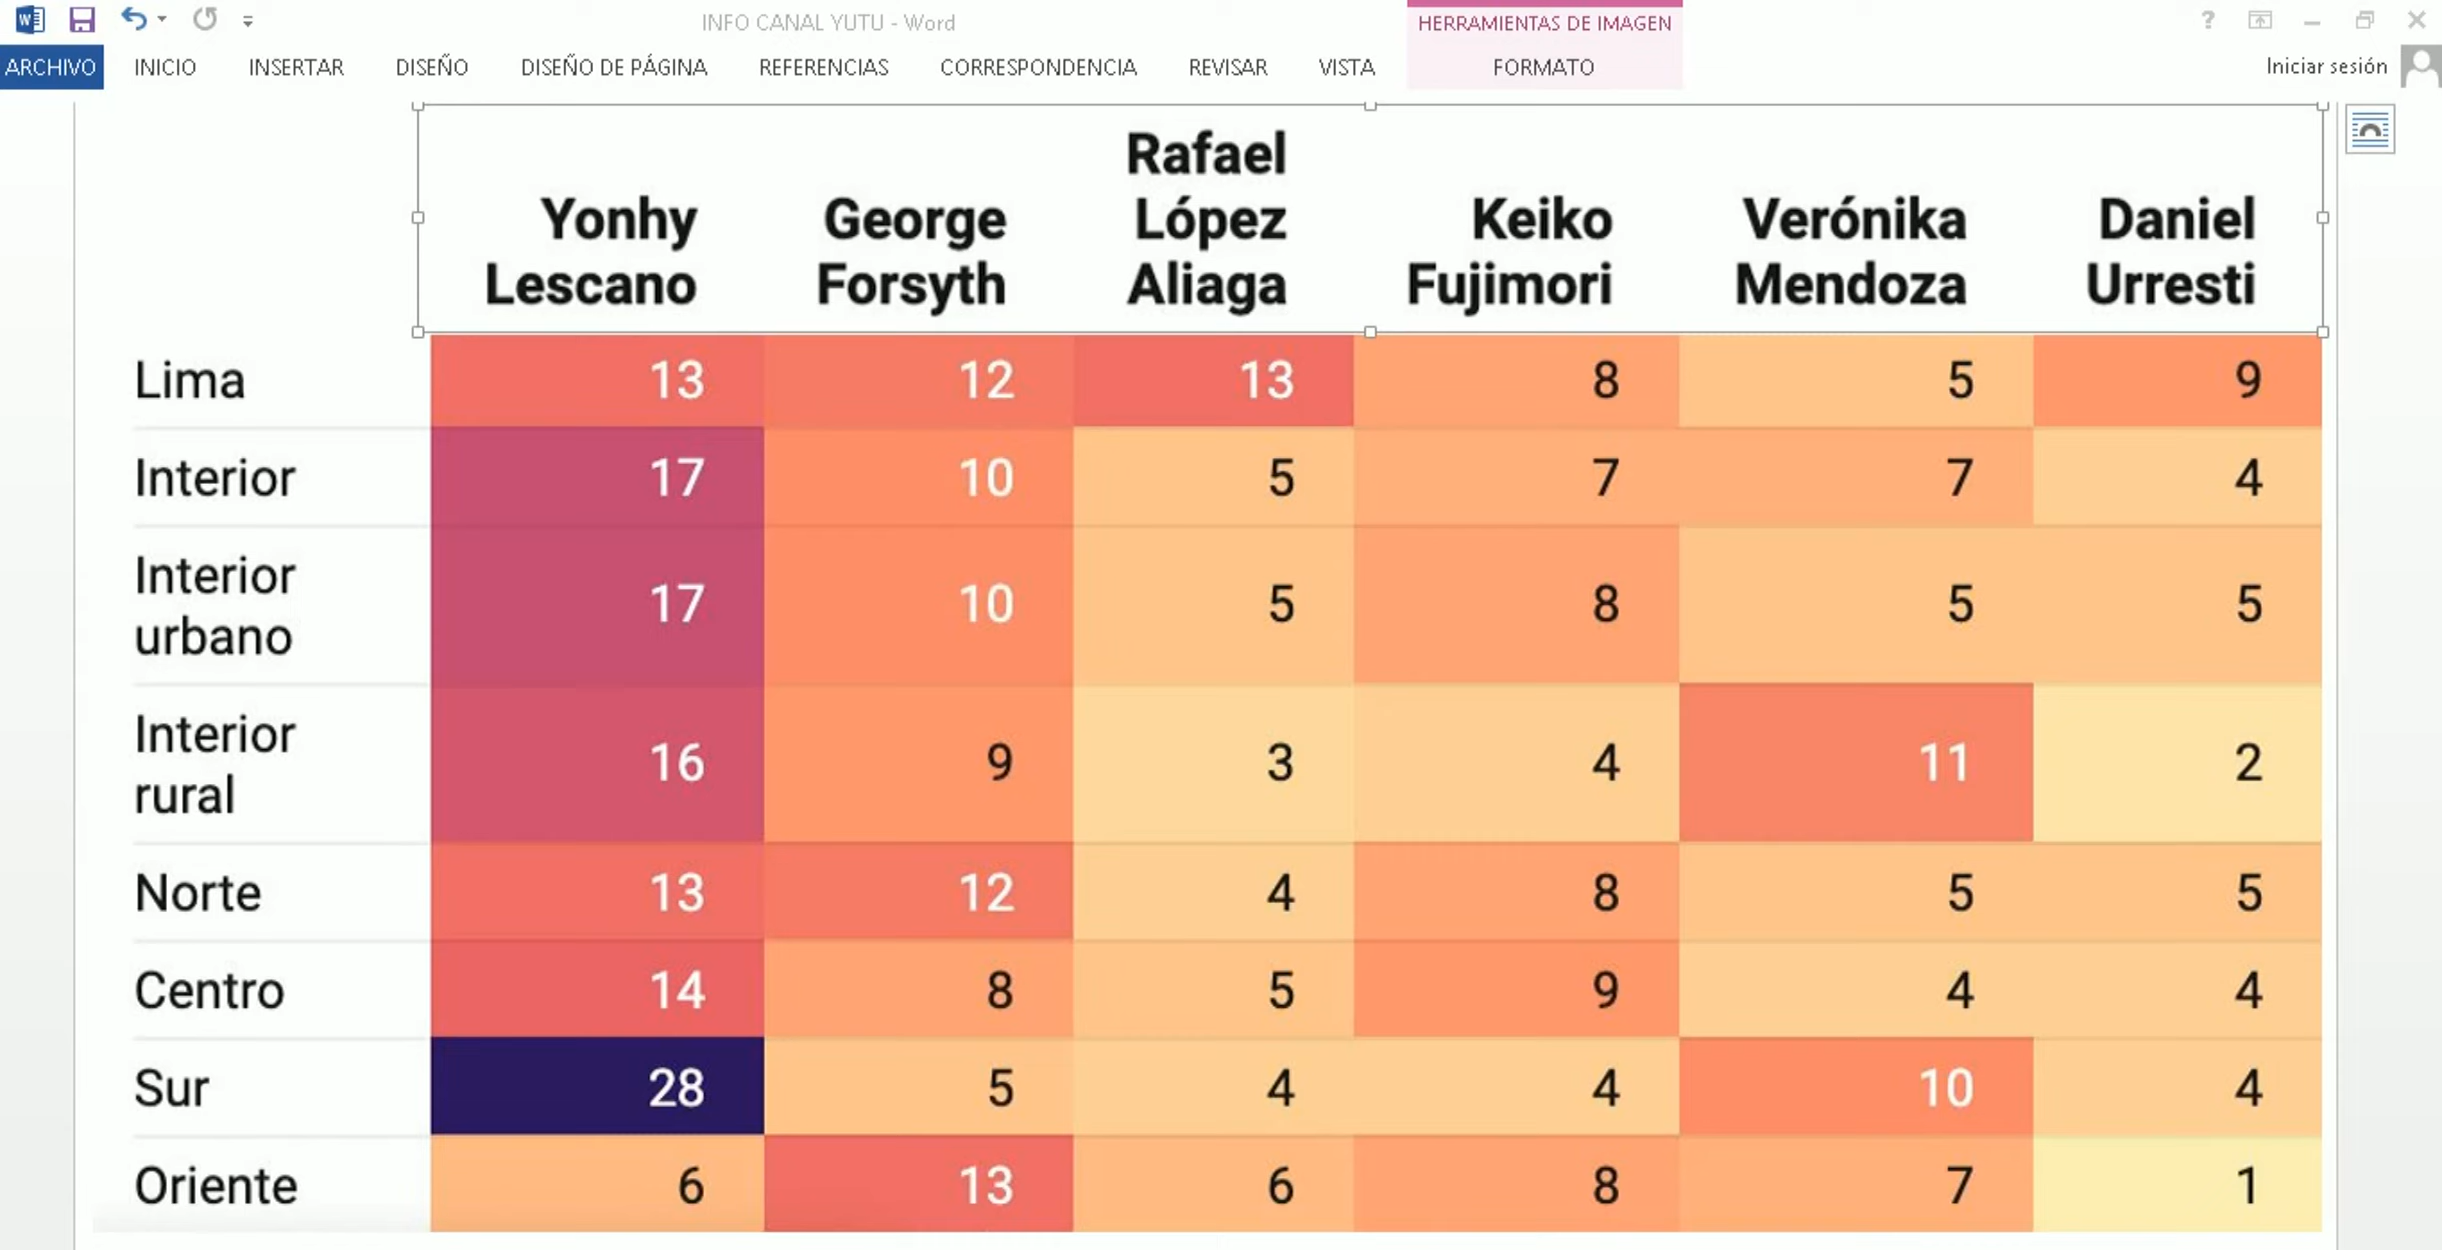 INFO CANAL YUTU - Word
HERRAMIENTAS DE IMAGEN
?
ARCHIVO INICIO INSERTAR DISEÑO DISEÑO DE PÁGINA REFERENCIAS CORRESPONDENCIA REVISAR VISTA FORMATO Iniciar sesión
Yonhy Lescano
George Forsyth
Rafael López Aliaga
Keiko Fujimori
Verónika Mendoza
Daniel Urresti
Lima 13 12 13 8 5 9
Interior 17 10 5 7 7 4
Interior urbano 17 10 5 8 5 5
Interior rural 16 9 3 4 11 2
Norte 13 12 4 8 5 5
Centro 14 8 5 9 4 4
Sur 28 5 4 4 10 4
Oriente 6 13 6 8 7 1